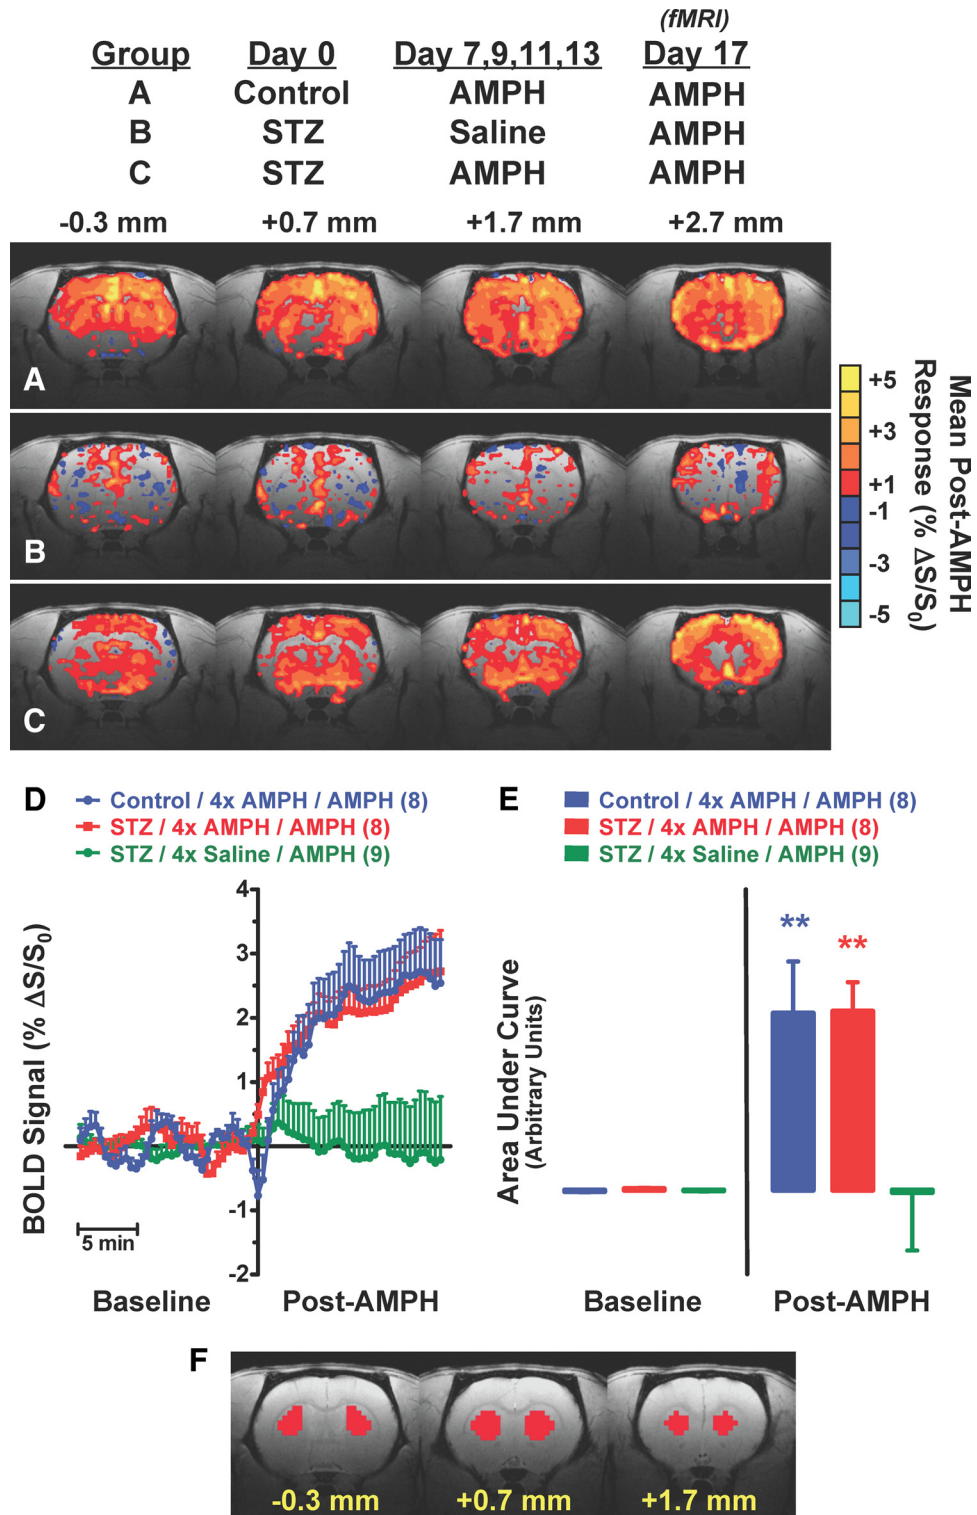 (fMRI)
Group Day 0 Day 7,9,11,13 Day 17
A Control AMPH AMPH
B STZ Saline AMPH
C STZ AMPH AMPH
-0.3 mm +0.7 mm +1.7 mm +2.7 mm
A
B
C
+5
+3
+1
-1
-3
-5
Mean Post-AMPH
Response (% ΔS/S0)
D
Control / 4x AMPH / AMPH (8)
STZ / 4x AMPH / AMPH (8)
STZ / 4x Saline / AMPH (9)
BOLD Signal (% ΔS/S0)
4
3
2
1
-1
-2
5 min
Baseline Post-AMPH
E
Control / 4x AMPH / AMPH (8)
STZ / 4x AMPH / AMPH (8)
STZ / 4x Saline / AMPH (9)
Area Under Curve
(Arbitrary Units)
** **
Baseline Post-AMPH
F
-0.3 mm +0.7 mm +1.7 mm